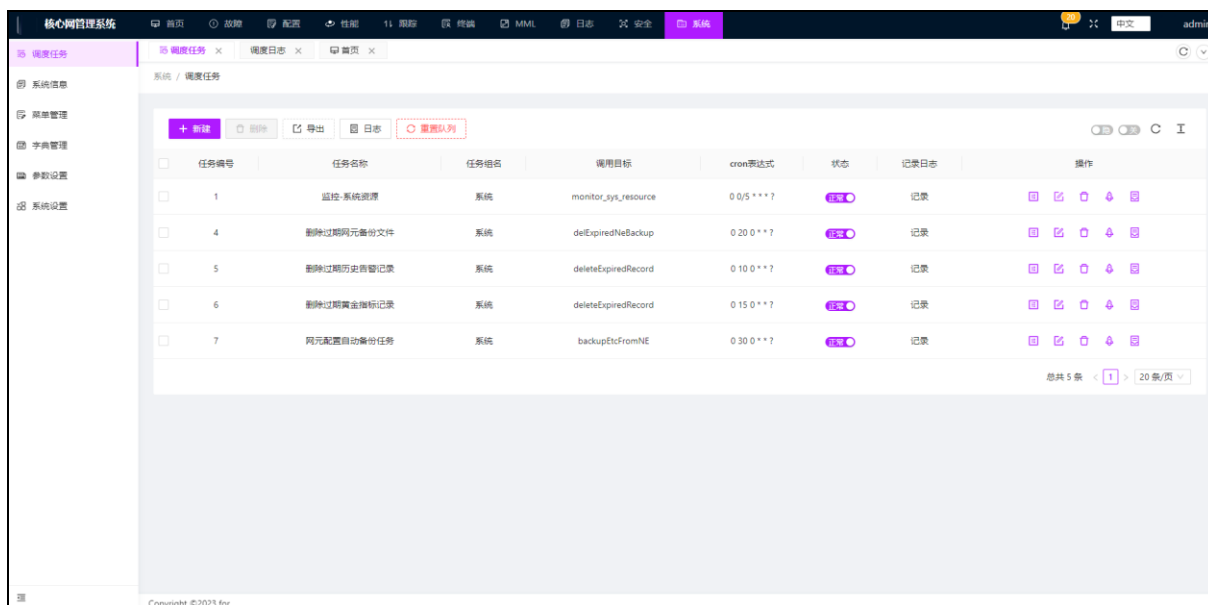 核心网管理系统 首页 故障 配置 性能 跟踪 终端 MML 日志 安全 系统 20 中文 admin
调度任务 调度任务 × 调度日志 × 首页 ×
系统信息 系统 / 调度任务
菜单管理
+ 新建 删除 导出 日志 重置队列
字典管理
任务编号 任务名称 任务组名 调用目标 cron表达式 状态 记录日志 操作
参数设置
1 监控-系统资源 系统 monitor_sys_resource 0 0/5 * * * ? 正常 记录
系统设置
4 删除过期网元备份文件 系统 delExpiredNeBackup 0 20 0 * * ? 正常 记录
5 删除过期历史告警记录 系统 deleteExpiredRecord 0 10 0 * * ? 正常 记录
6 删除过期黄金指标记录 系统 deleteExpiredRecord 0 15 0 * * ? 正常 记录
7 网元配置自动备份任务 系统 backupEtcFromNE 0 30 0 * * ? 正常 记录
总共 5 条 < 1 > 20 条/页
Copyright ©2023 for